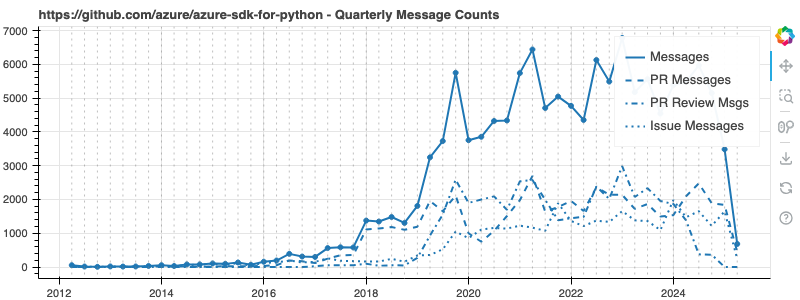 https://github.com/azure/azure-sdk-for-python - Quarterly Message Counts
7000
6000
5000
4000
3000
2000
1000
0
2012 2014 2016 2018 2020 2022 2024
Messages
PR Messages
PR Review Msgs
Issue Messages